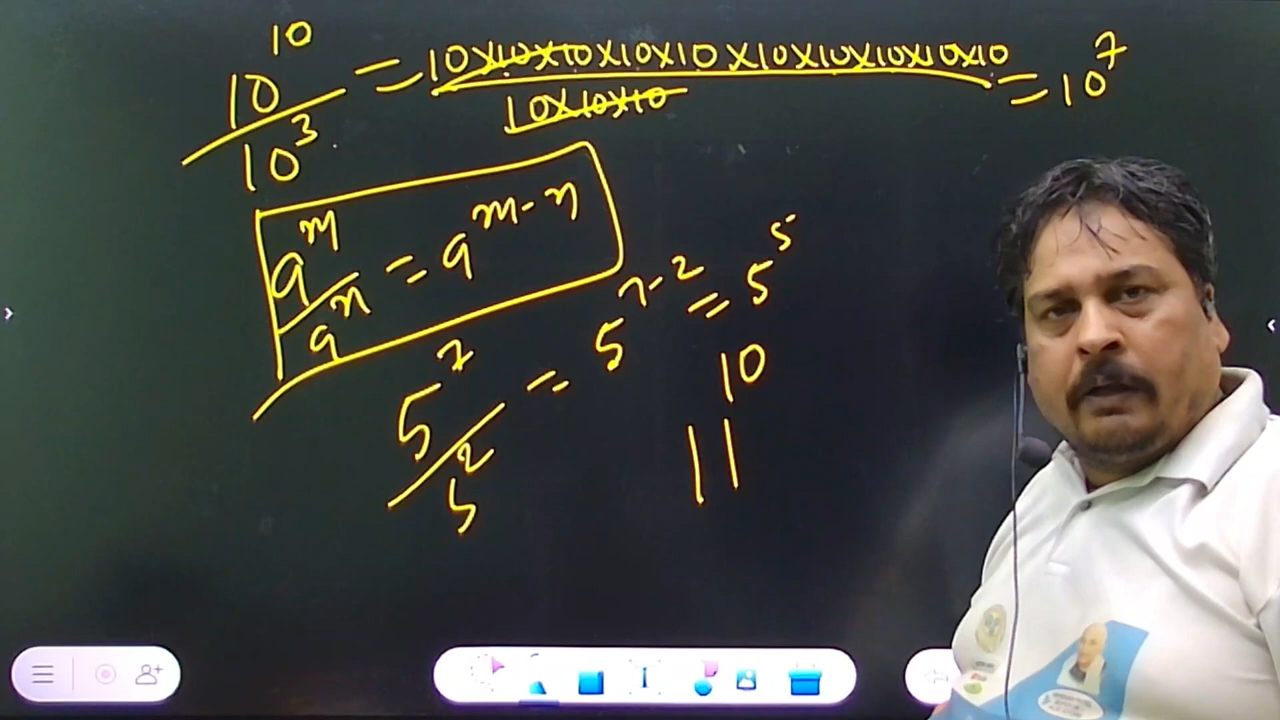 10^10 / 10^3 = 10×10×10×10×10×10×10×10×10×10 / 10×10×10 = 10^7
a^m / a^n = a^(m-n)
5^7 / 5^2 = 5^(7-2) = 5^5
10
11